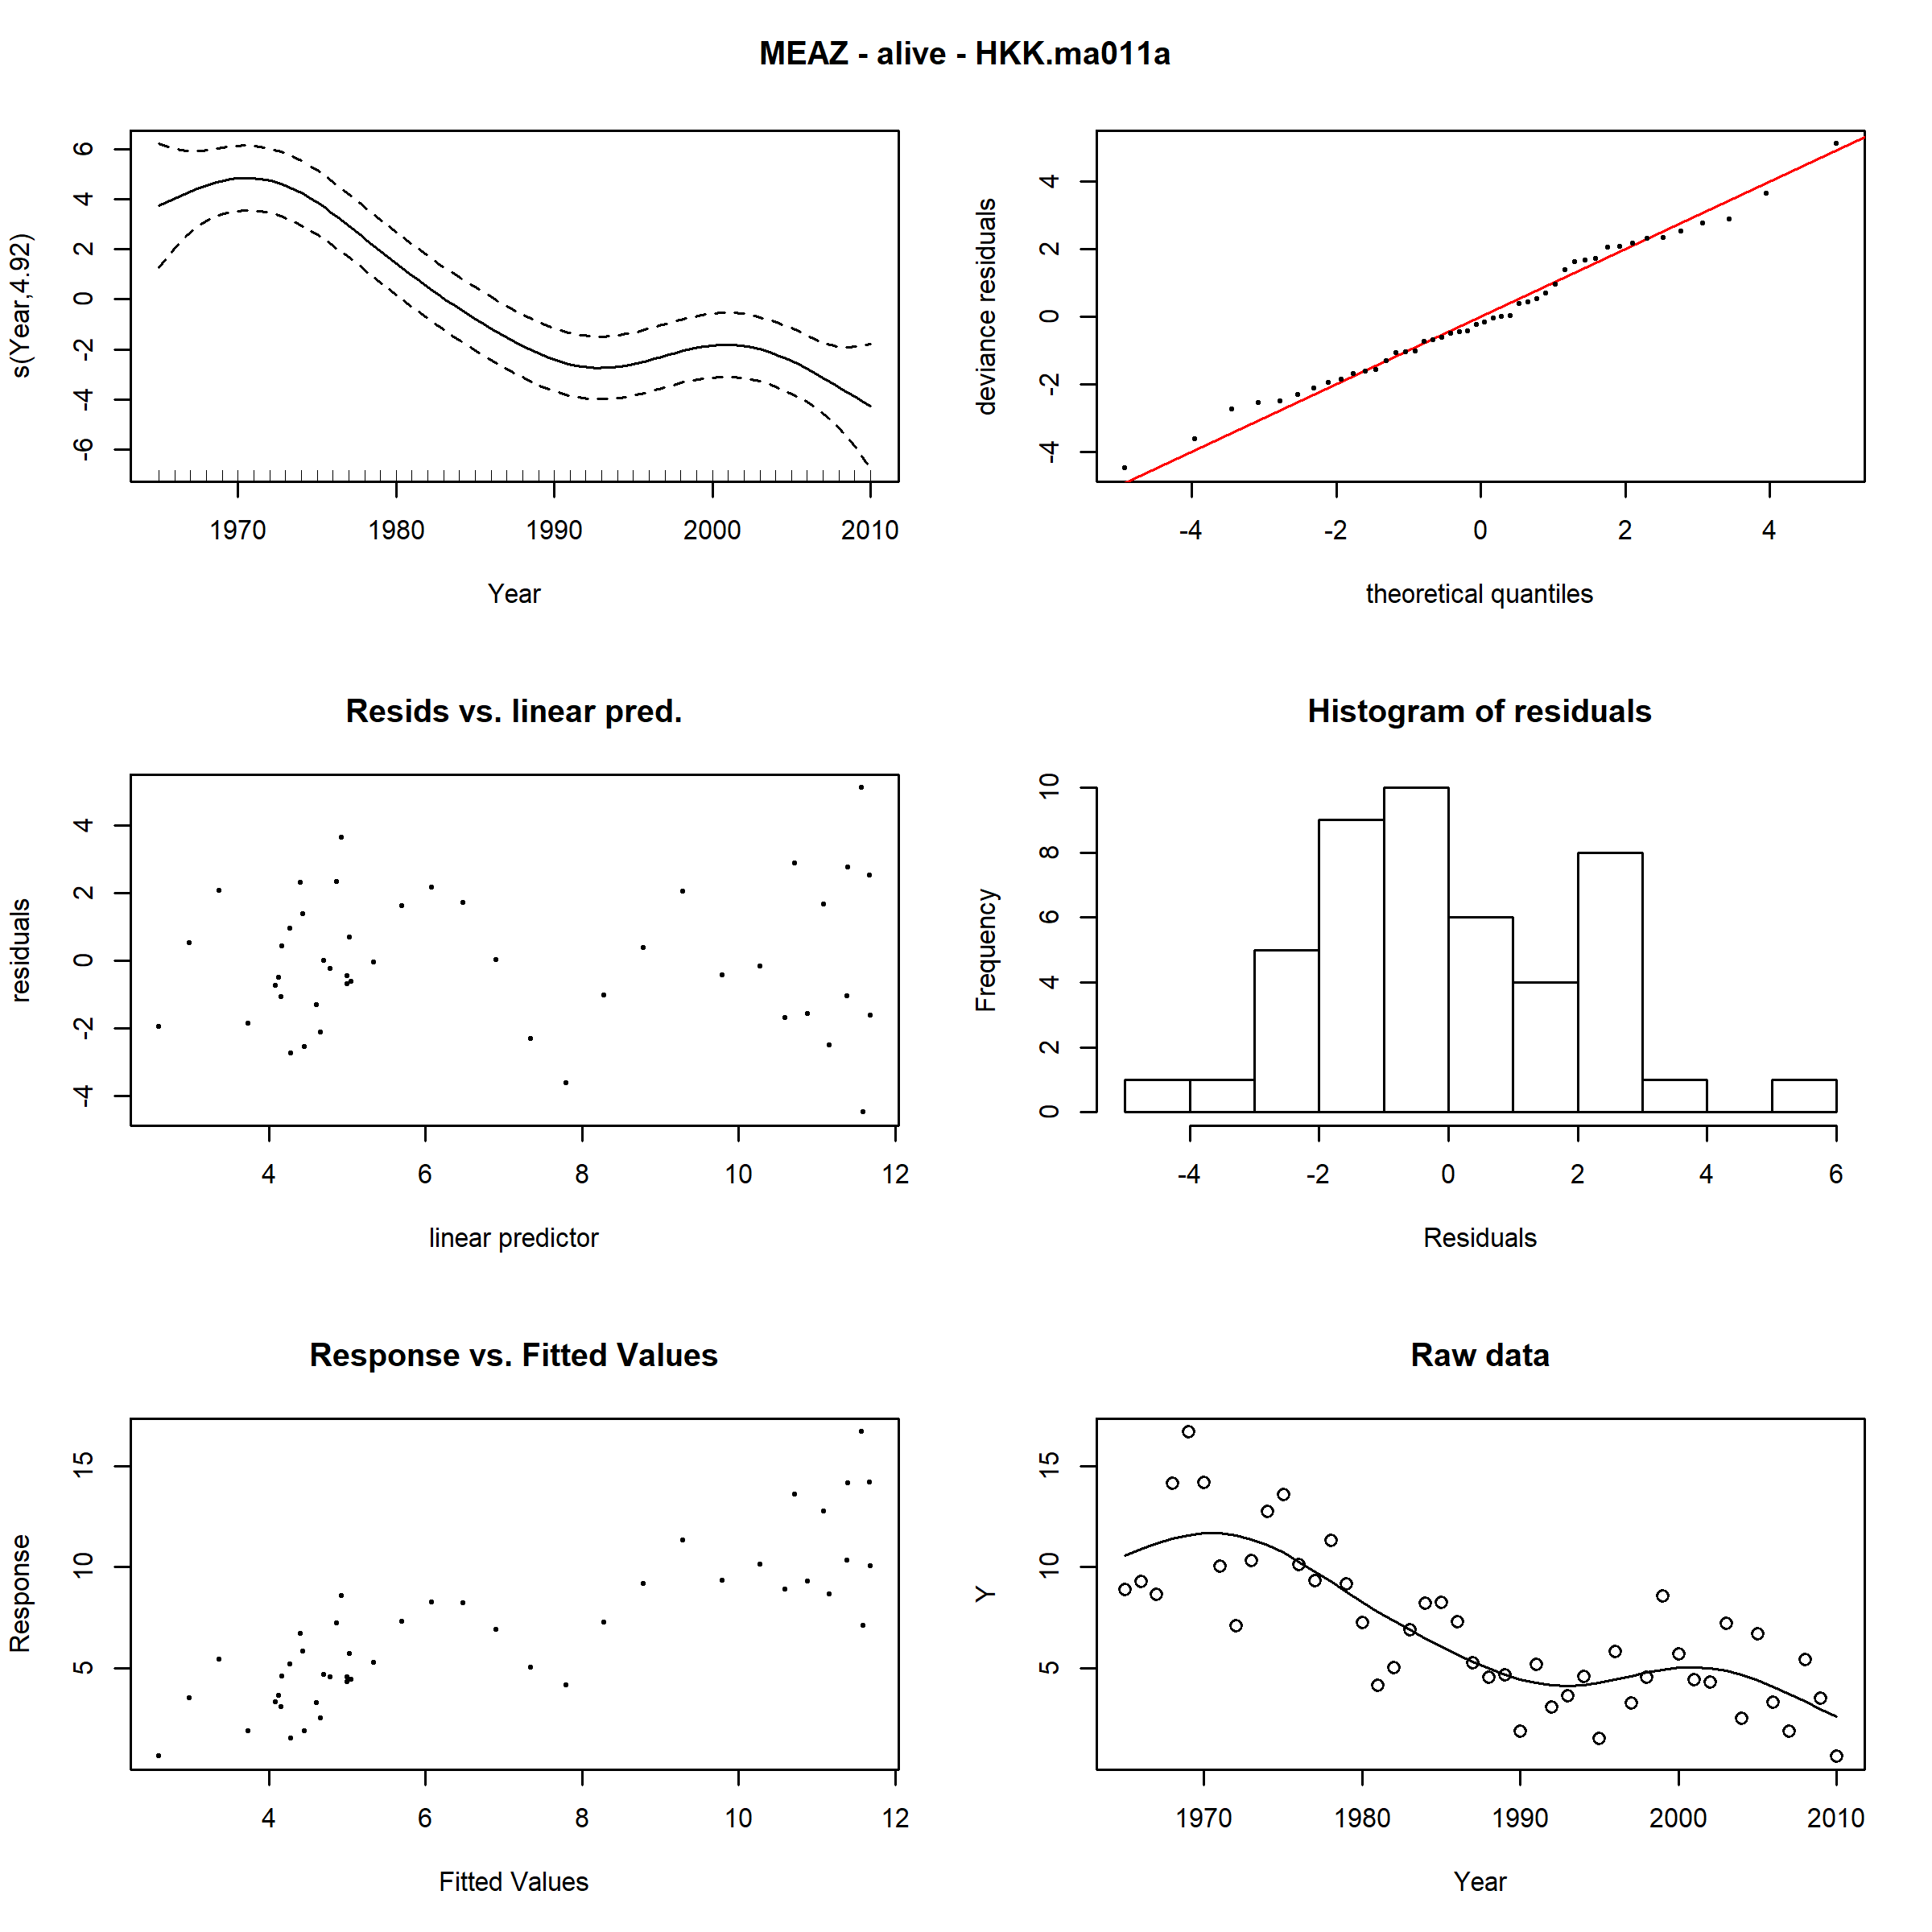 MEAZ - alive - HKK.ma011a
s(Year,4.92)
6
4
2
0
-2
-4
-6
1970 1980 1990 2000 2010
Year
deviance residuals
4
2
0
-2
-4
-4 -2 0 2 4
theoretical quantiles
Resids vs. linear pred.
residuals
4
2
0
-2
-4
4 6 8 10 12
linear predictor
Histogram of residuals
Frequency
10
8
6
4
2
0
-4 -2 0 2 4 6
Residuals
Response vs. Fitted Values
Response
15
10
5
4 6 8 10 12
Fitted Values
Raw data
Y
15
10
5
1970 1980 1990 2000 2010
Year